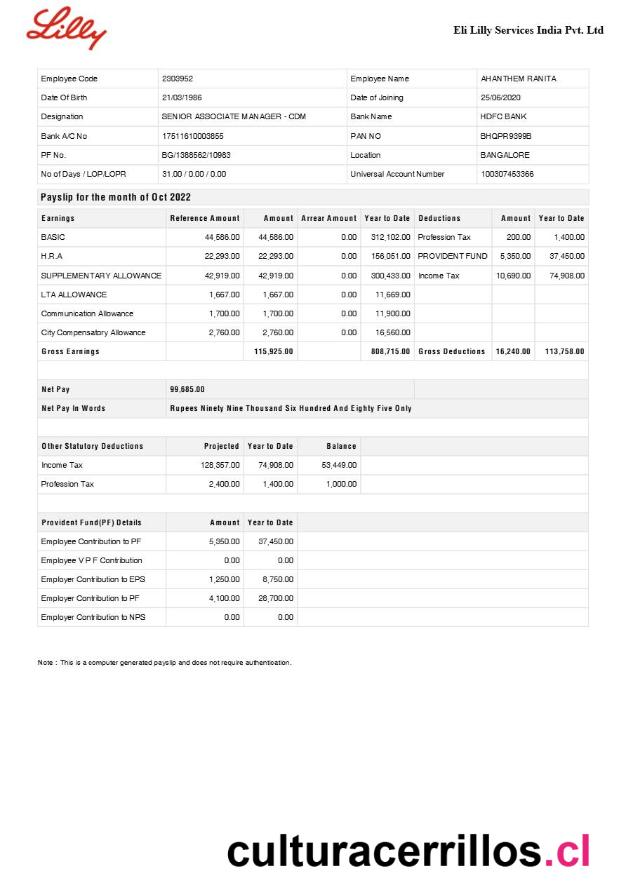 Lilly
Eli Lilly Services India Pvt. Ltd
Employee Code 2303952 Employee Name AHANTHEM RANITA
Date Of Birth 21/03/1986 Date of Joining 25/06/2020
Designation SENIOR ASSOCIATE MANAGER - CDM Bank Name HDFC BANK
Bank A/C No 17511610003855 PAN NO BHQPR9399B
PF No. BG/1388562/10983 Location BANGALORE
No of Days / LOP/LOPR 31.00 / 0.00 / 0.00 Universal Account Number 100307453366
Payslip for the month of Oct 2022
Earnings Reference Amount Amount Arrear Amount Year to Date Deductions Amount Year to Date
BASIC 44,586.00 44,586.00 0.00 312,102.00 Profession Tax 200.00 1,400.00
H.R.A 22,293.00 22,293.00 0.00 156,051.00 PROVIDENT FUND 5,350.00 37,450.00
SUPPLEMENTARY ALLOWANCE 42,919.00 42,919.00 0.00 300,433.00 Income Tax 10,690.00 74,908.00
LTA ALLOWANCE 1,667.00 1,667.00 0.00 11,669.00
Communication Allowance 1,700.00 1,700.00 0.00 11,900.00
City Compensatory Allowance 2,760.00 2,760.00 0.00 16,560.00
Gross Earnings 115,925.00 808,715.00 Gross Deductions 16,240.00 113,758.00
Net Pay 99,685.00
Net Pay In Words Rupees Ninety Nine Thousand Six Hundred And Eighty Five Only
Other Statutory Deductions Projected Year to Date Balance
Income Tax 128,357.00 74,908.00 53,449.00
Profession Tax 2,400.00 1,400.00 1,000.00
Provident Fund(PF) Details Amount Year to Date
Employee Contribution to PF 5,350.00 37,450.00
Employee V P F Contribution 0.00 0.00
Employer Contribution to EPS 1,250.00 8,750.00
Employer Contribution to PF 4,100.00 28,700.00
Employer Contribution to NPS 0.00 0.00
Note : This is a computer generated payslip and does not require authentication.
culturacerrillos.cl